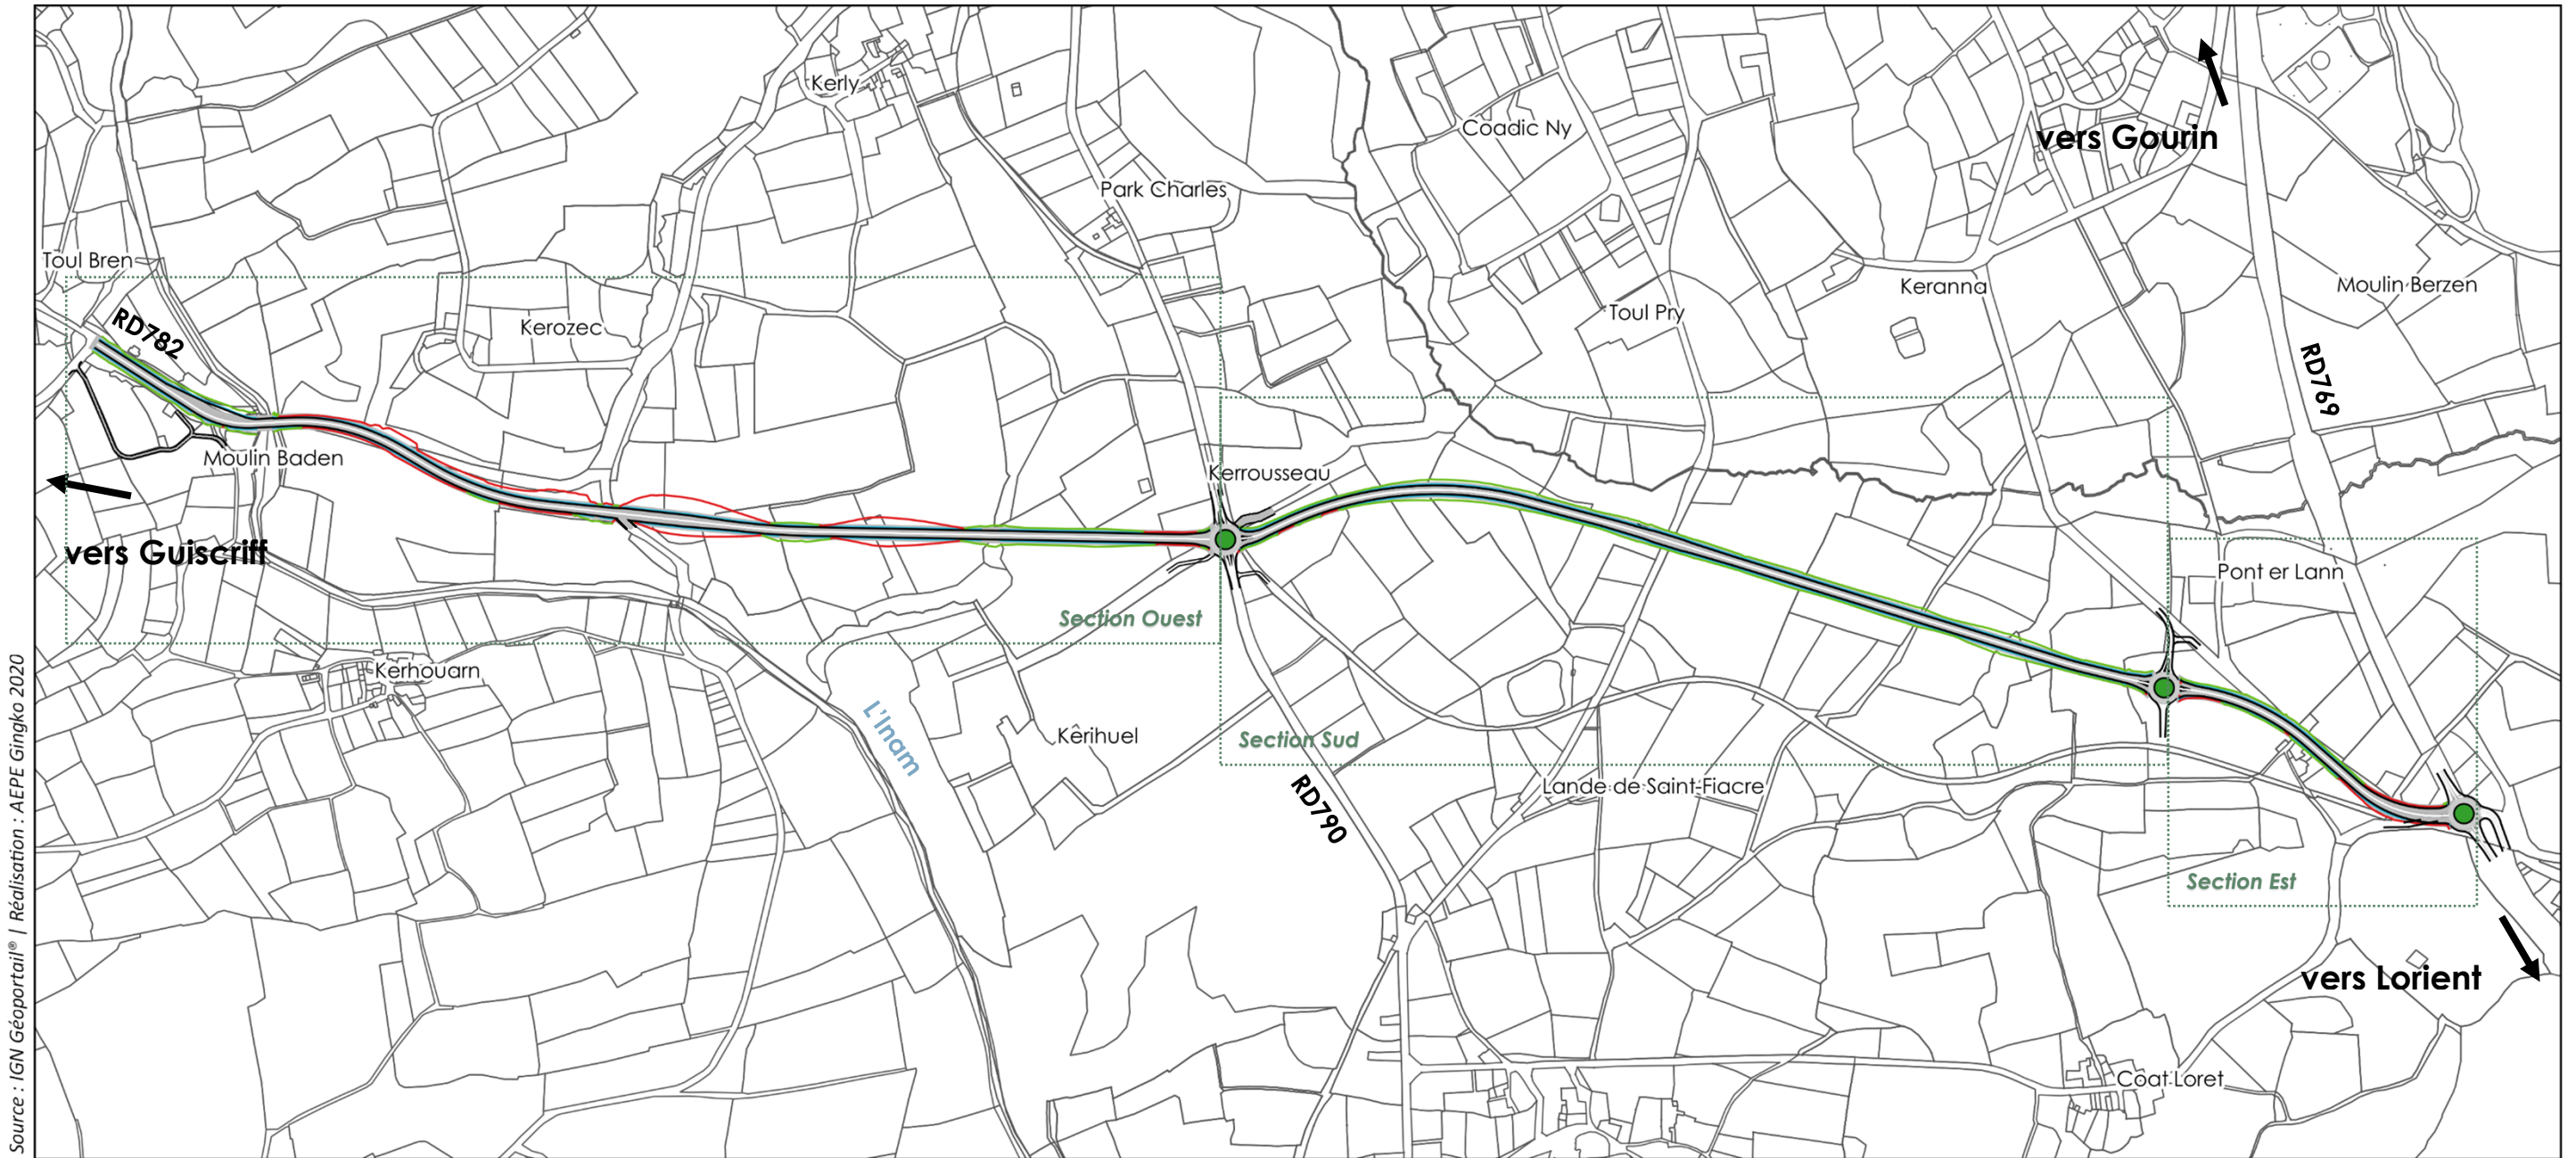 Kerly
Coadic Ny
vers Gourin
Park Charles
Toul Bren
Keranna
Moulin Berzen
Toul Pry
RD782
Kerozec
RD769
Moulin Baden
Kerrousseau
vers Guiscriff
Pont er Lann
Section Ouest
Kerhouarn
L'Inam
Kêrihuel
Section Sud
RD790
Lande de Saint-Fiacre
Section Est
vers Lorient
Coat Loret
Source : IGN Géoportail® | Réalisation : AEPE Gingko 2020